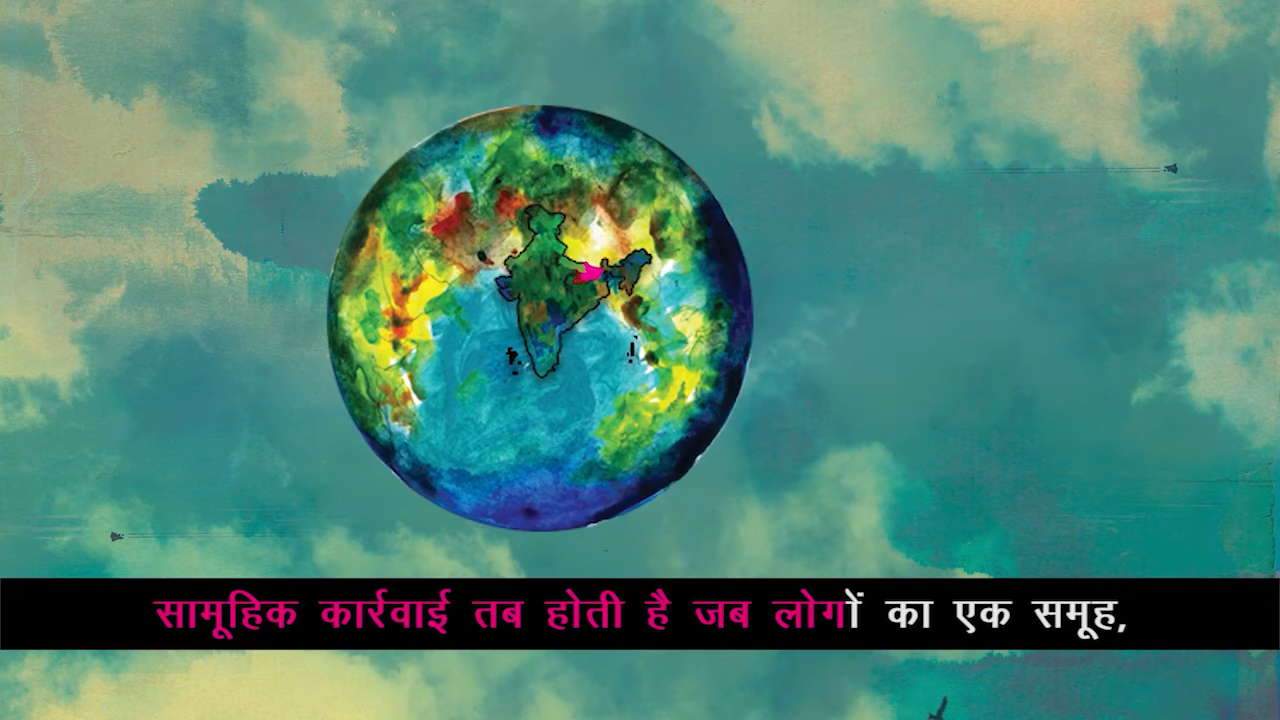 सामूहिक कार्रवाई तब होती है जब लोगों का एक समूह,